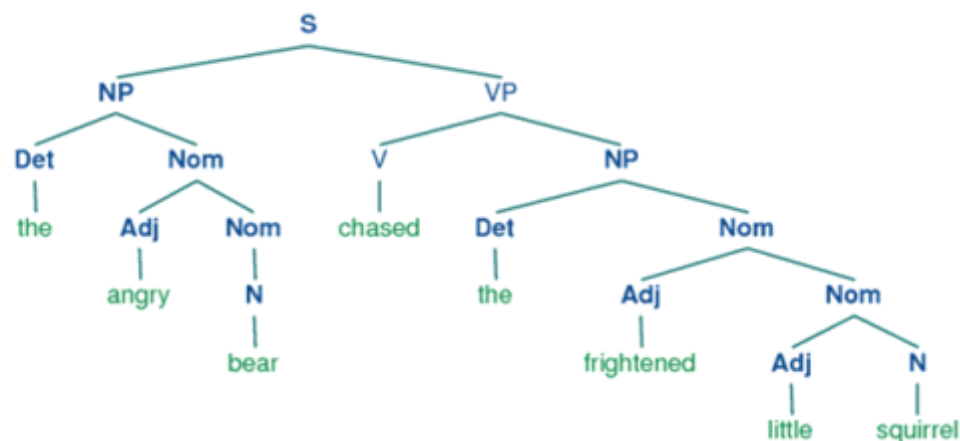 S
NP VP
Det Nom V NP
the Adj Nom chased Det Nom
angry N the Adj Nom
bear frightened Adj N
little squirrel